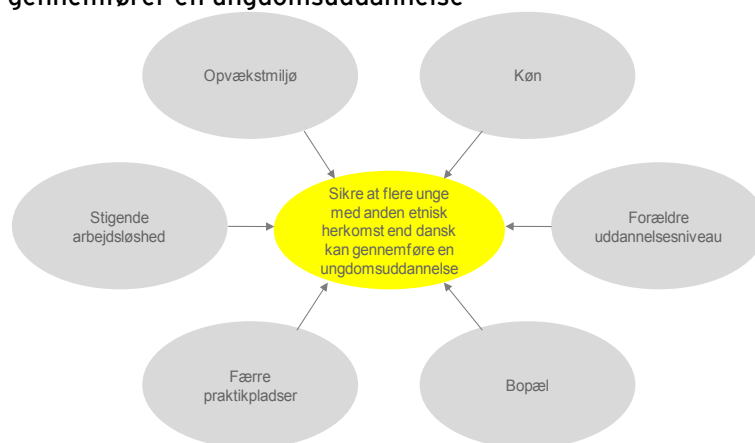 gennemfører en ungdomsuddannelse
Opvækstmiljø
Køn
Stigende
arbejdsløshed
Sikre at flere unge
med anden etnisk
herkomst end dansk
kan gennemføre en
ungdomsuddannelse
Forældre
uddannelsesniveau
Færre
praktikpladser
Bopæl